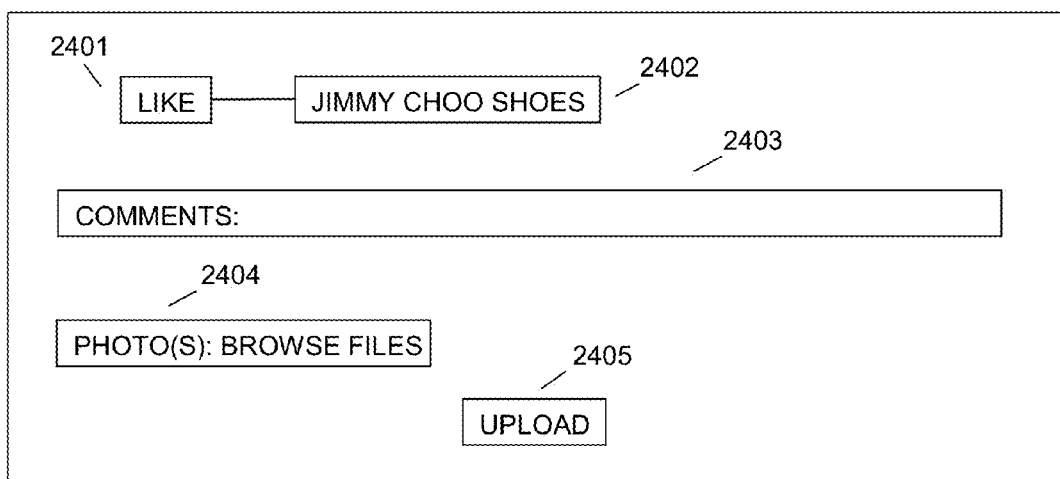 2401
2402
LIKE JIMMY CHOO SHOES
2403
COMMENTS:
2404
PHOTO(S): BROWSE FILES
2405
UPLOAD